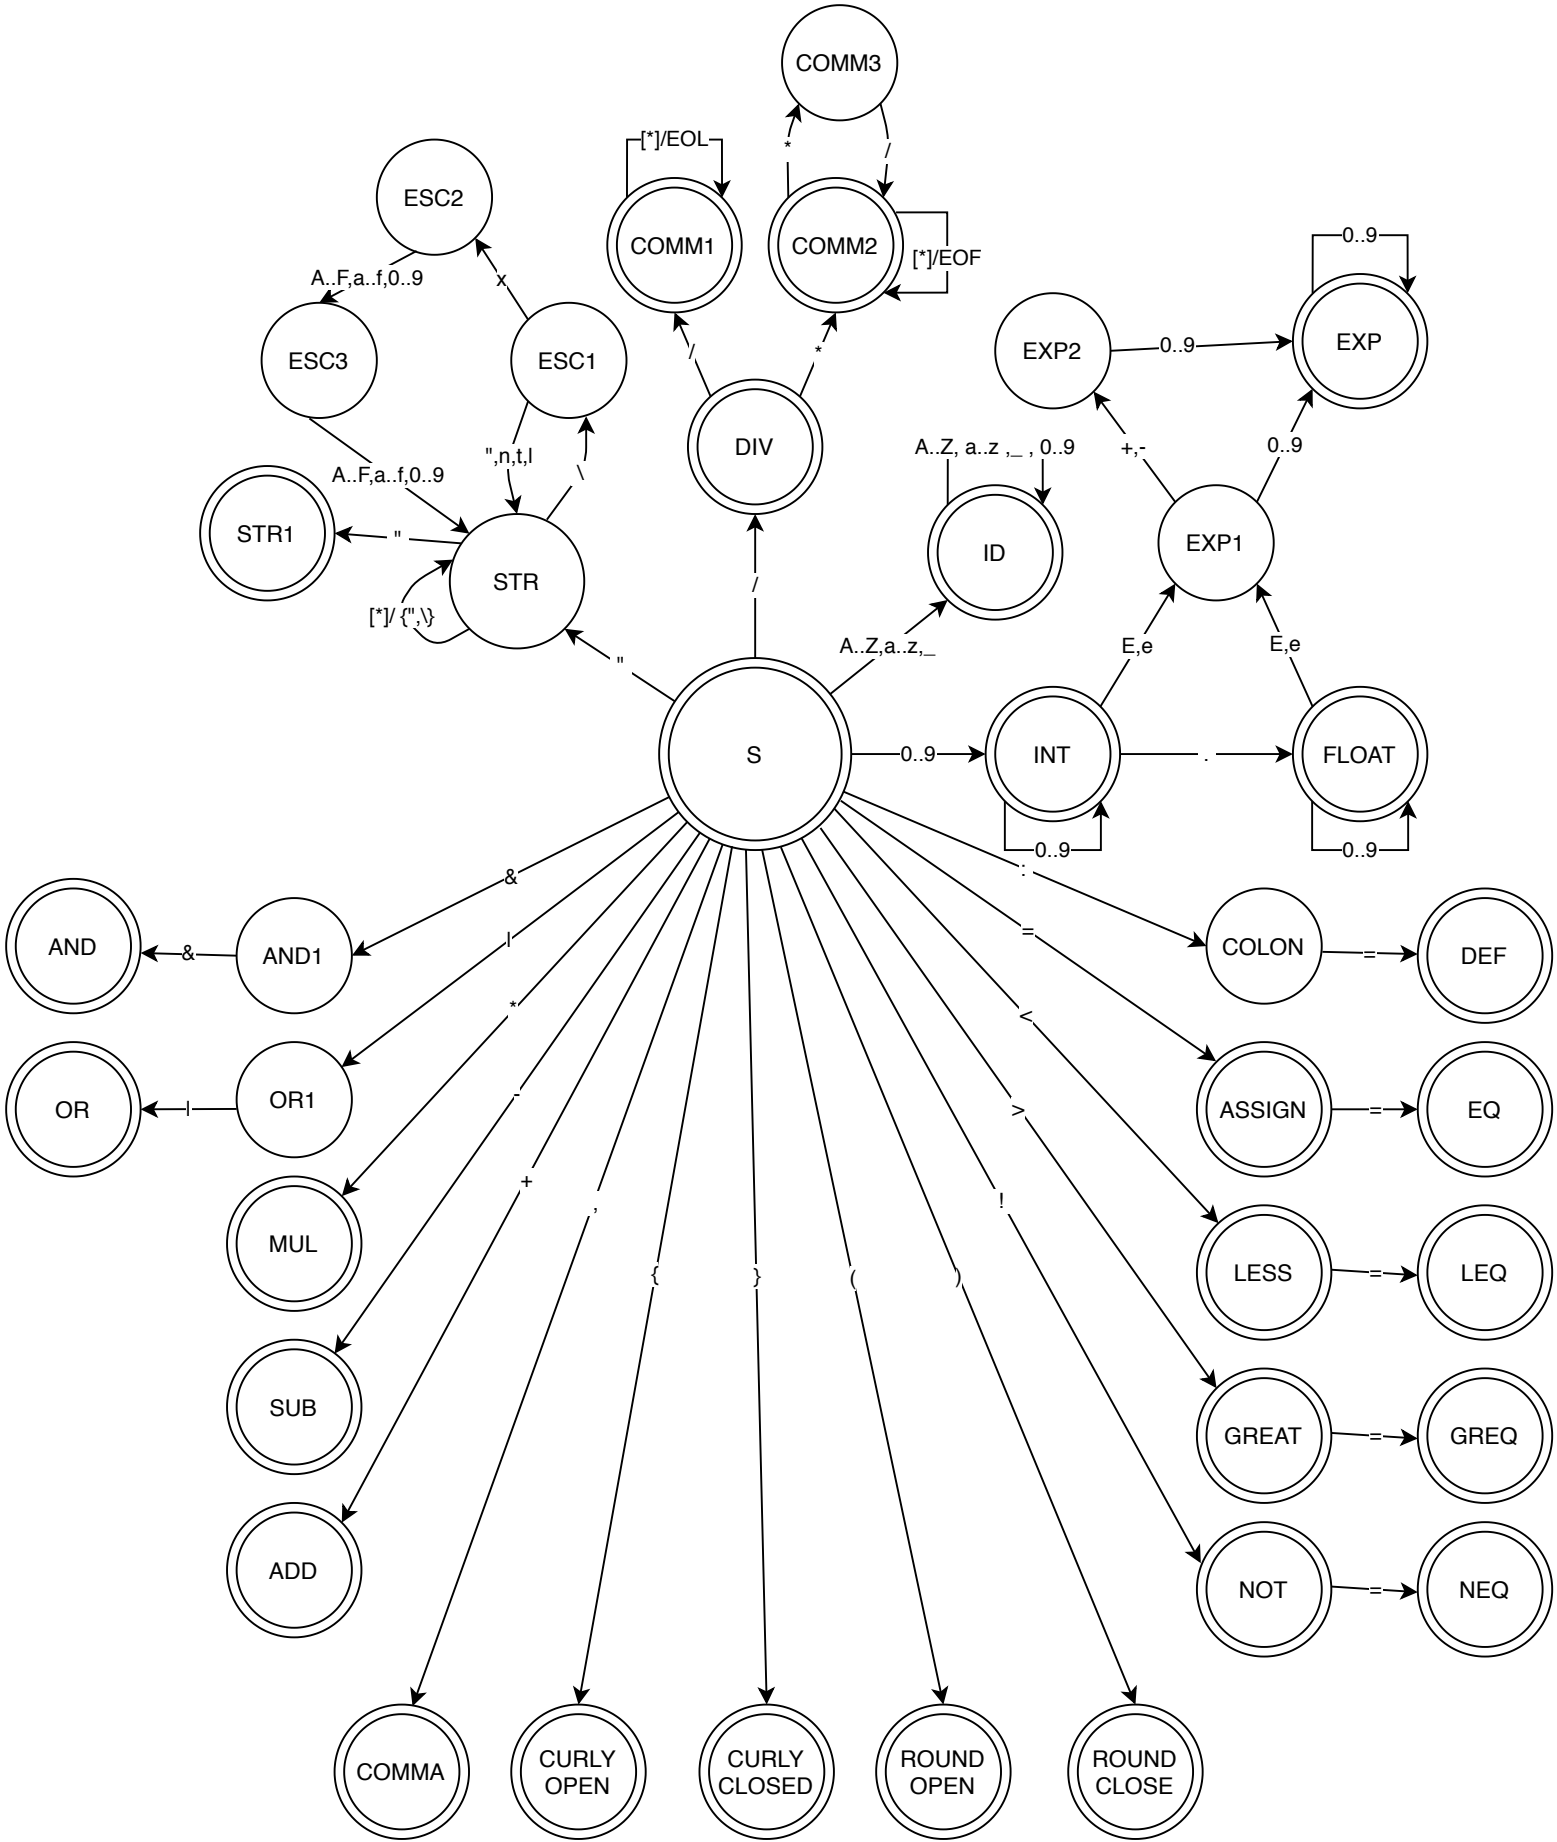 COMM3
*
/
[*]/EOL
ESC2
COMM1
COMM2
[*]/EOF
0..9
A..F,a..f,0..9
x
ESC3
ESC1
/
*
EXP2
0..9
EXP
DIV
",n,t,l
\
A..F,a..f,0..9
A..Z, a..z ,_ , 0..9
+,-
0..9
STR1
"
STR
[*]/ {",\}
ID
EXP1
/
"
A..Z,a..z,_
E,e
E,e
S
0..9
INT
.
FLOAT
0..9
0..9
&
:
AND
&
AND1
|
=
COLON
=
DEF
*
<
OR
|
OR1
-
>
ASSIGN
=
EQ
+
,
!
MUL
{
}
(
)
LESS
=
LEQ
SUB
GREAT
=
GREQ
ADD
NOT
=
NEQ
COMMA
CURLY
OPEN
CURLY
CLOSED
ROUND
OPEN
ROUND
CLOSE